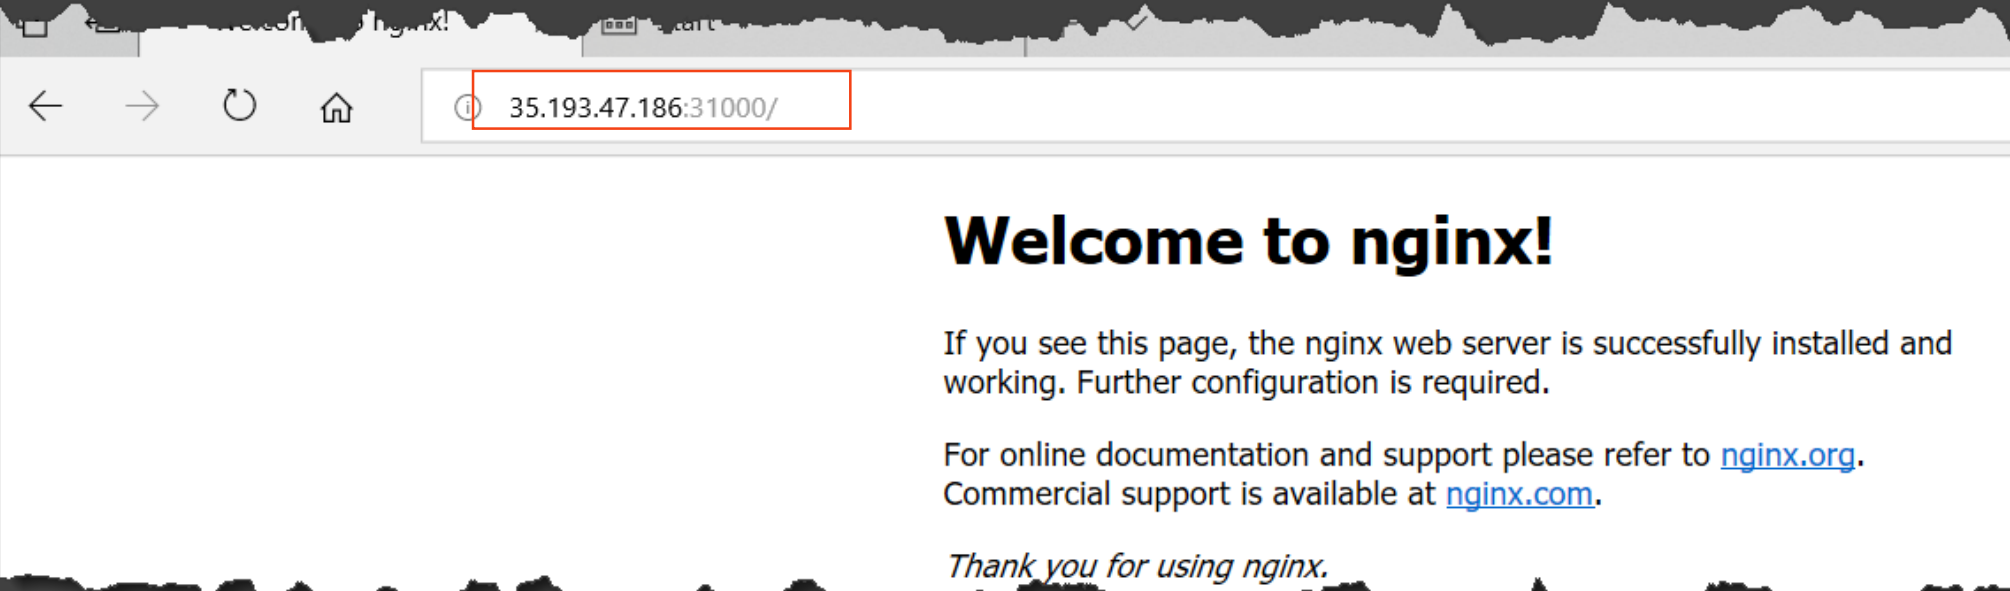 nginx!
35.193.47.186:31000/
Welcome to nginx!
If you see this page, the nginx web server is successfully installed and
working. Further configuration is required.
For online documentation and support please refer to nginx.org.
Commercial support is available at nginx.com.
Thank you for using nginx.